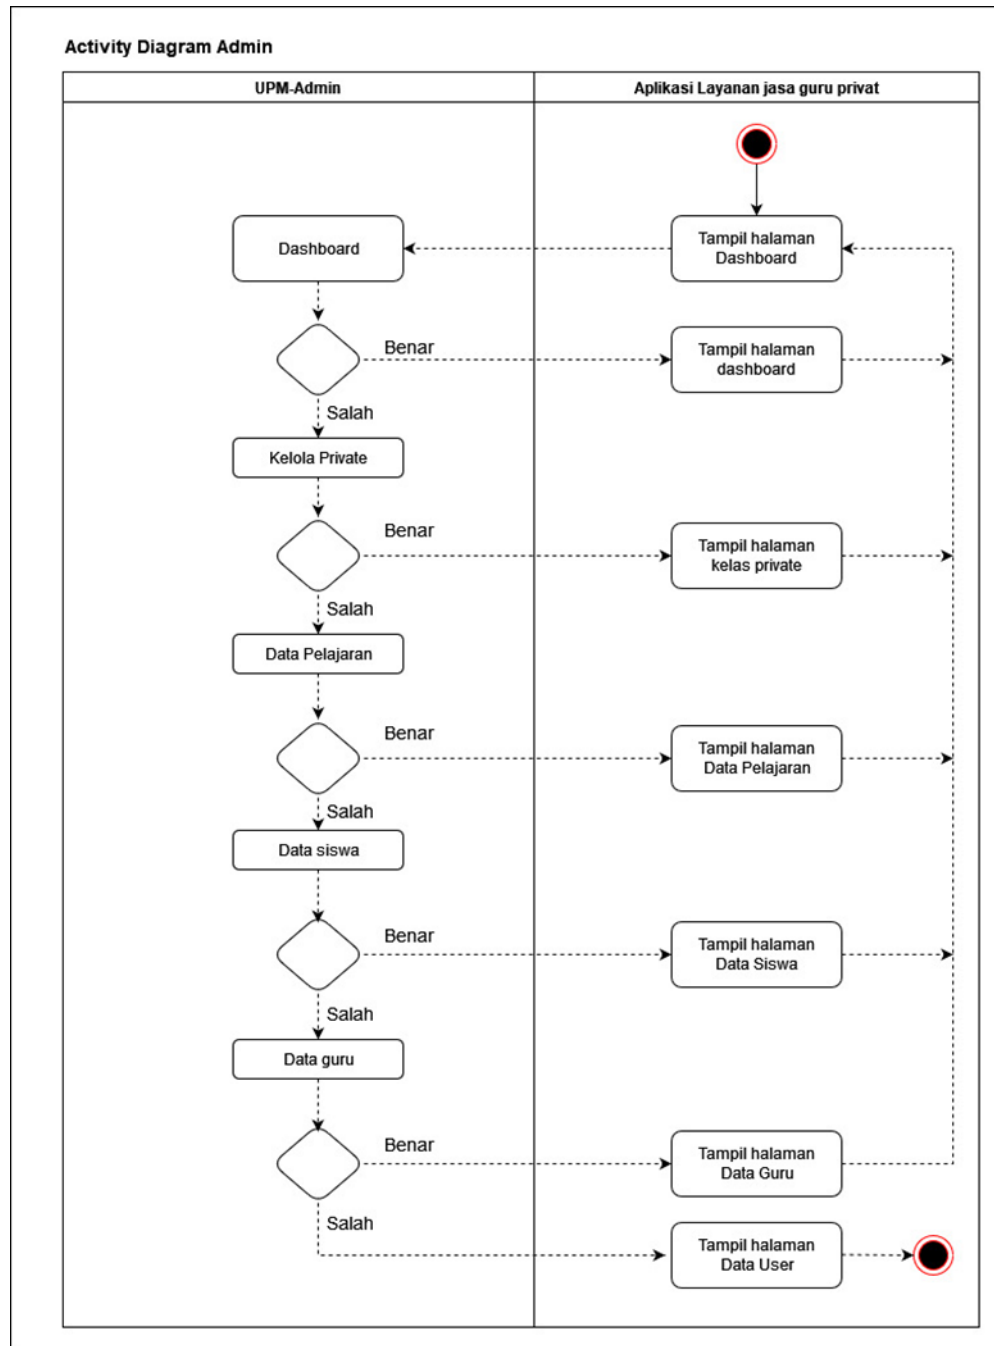 Activity Diagram Admin
UPM-Admin
Aplikasi Layanan jasa guru privat
Dashboard
Tampil halaman
Dashboard
Benar
Tampil halaman
dashboard
Salah
Kelola Private
Benar
Tampil halaman
kelas private
Salah
Data Pelajaran
Benar
Tampil halaman
Data Pelajaran
Salah
Data siswa
Benar
Tampil halaman
Data Siswa
Salah
Data guru
Benar
Tampil halaman
Data Guru
Salah
Tampil halaman
Data User